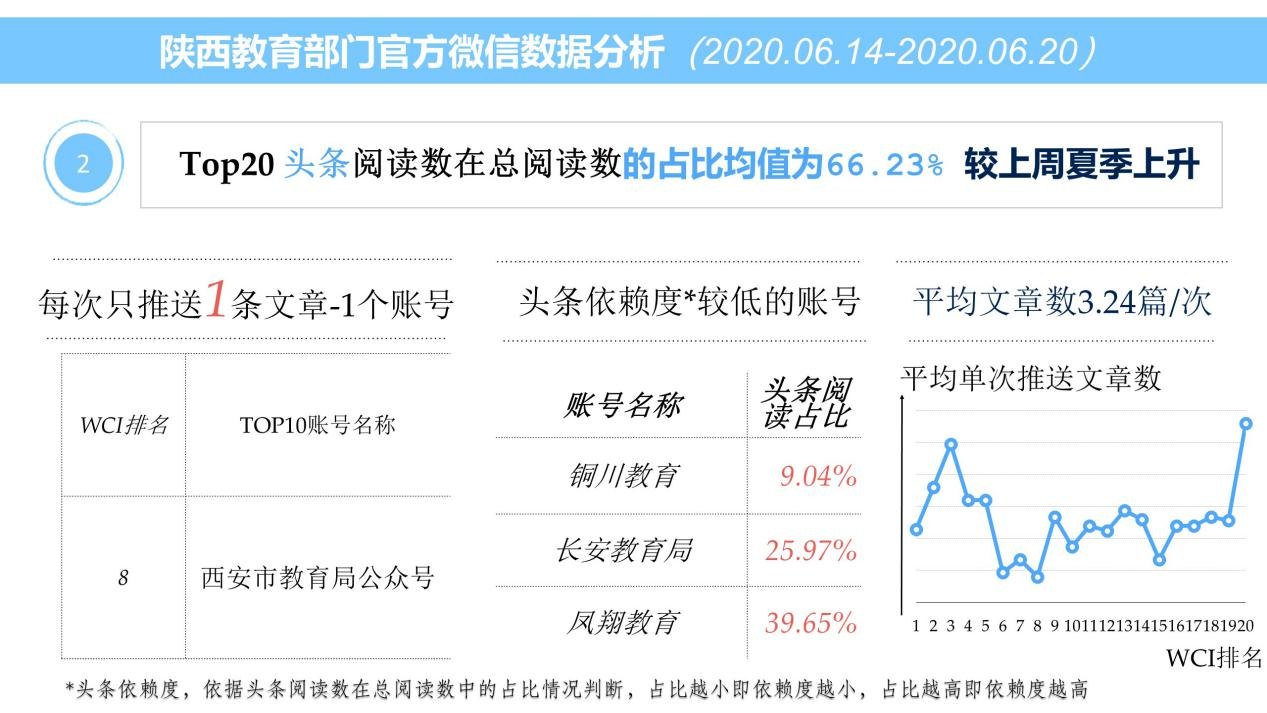 陕西教育部门官方微信数据分析（2020.06.14-2020.06.20）
2
Top20 头条阅读数在总阅读数的占比均值为66.23% 较上周夏季上升
每次只推送1条文章-1个账号
WCI排名 TOP10账号名称
8 西安市教育局公众号
头条依赖度*较低的账号
账号名称 头条阅
读占比
铜川教育 9.04%
长安教育局 25.97%
凤翔教育 39.65%
平均文章数3.24篇/次
平均单次推送文章数
1 2 3 4 5 6 7 8 9 10 11 12 13 14 15 16 17 18 19 20
WCI排名
*头条依赖度，依据头条阅读数在总阅读数中的占比情况判断，占比越小即依赖度越小，占比越高即依赖度越高